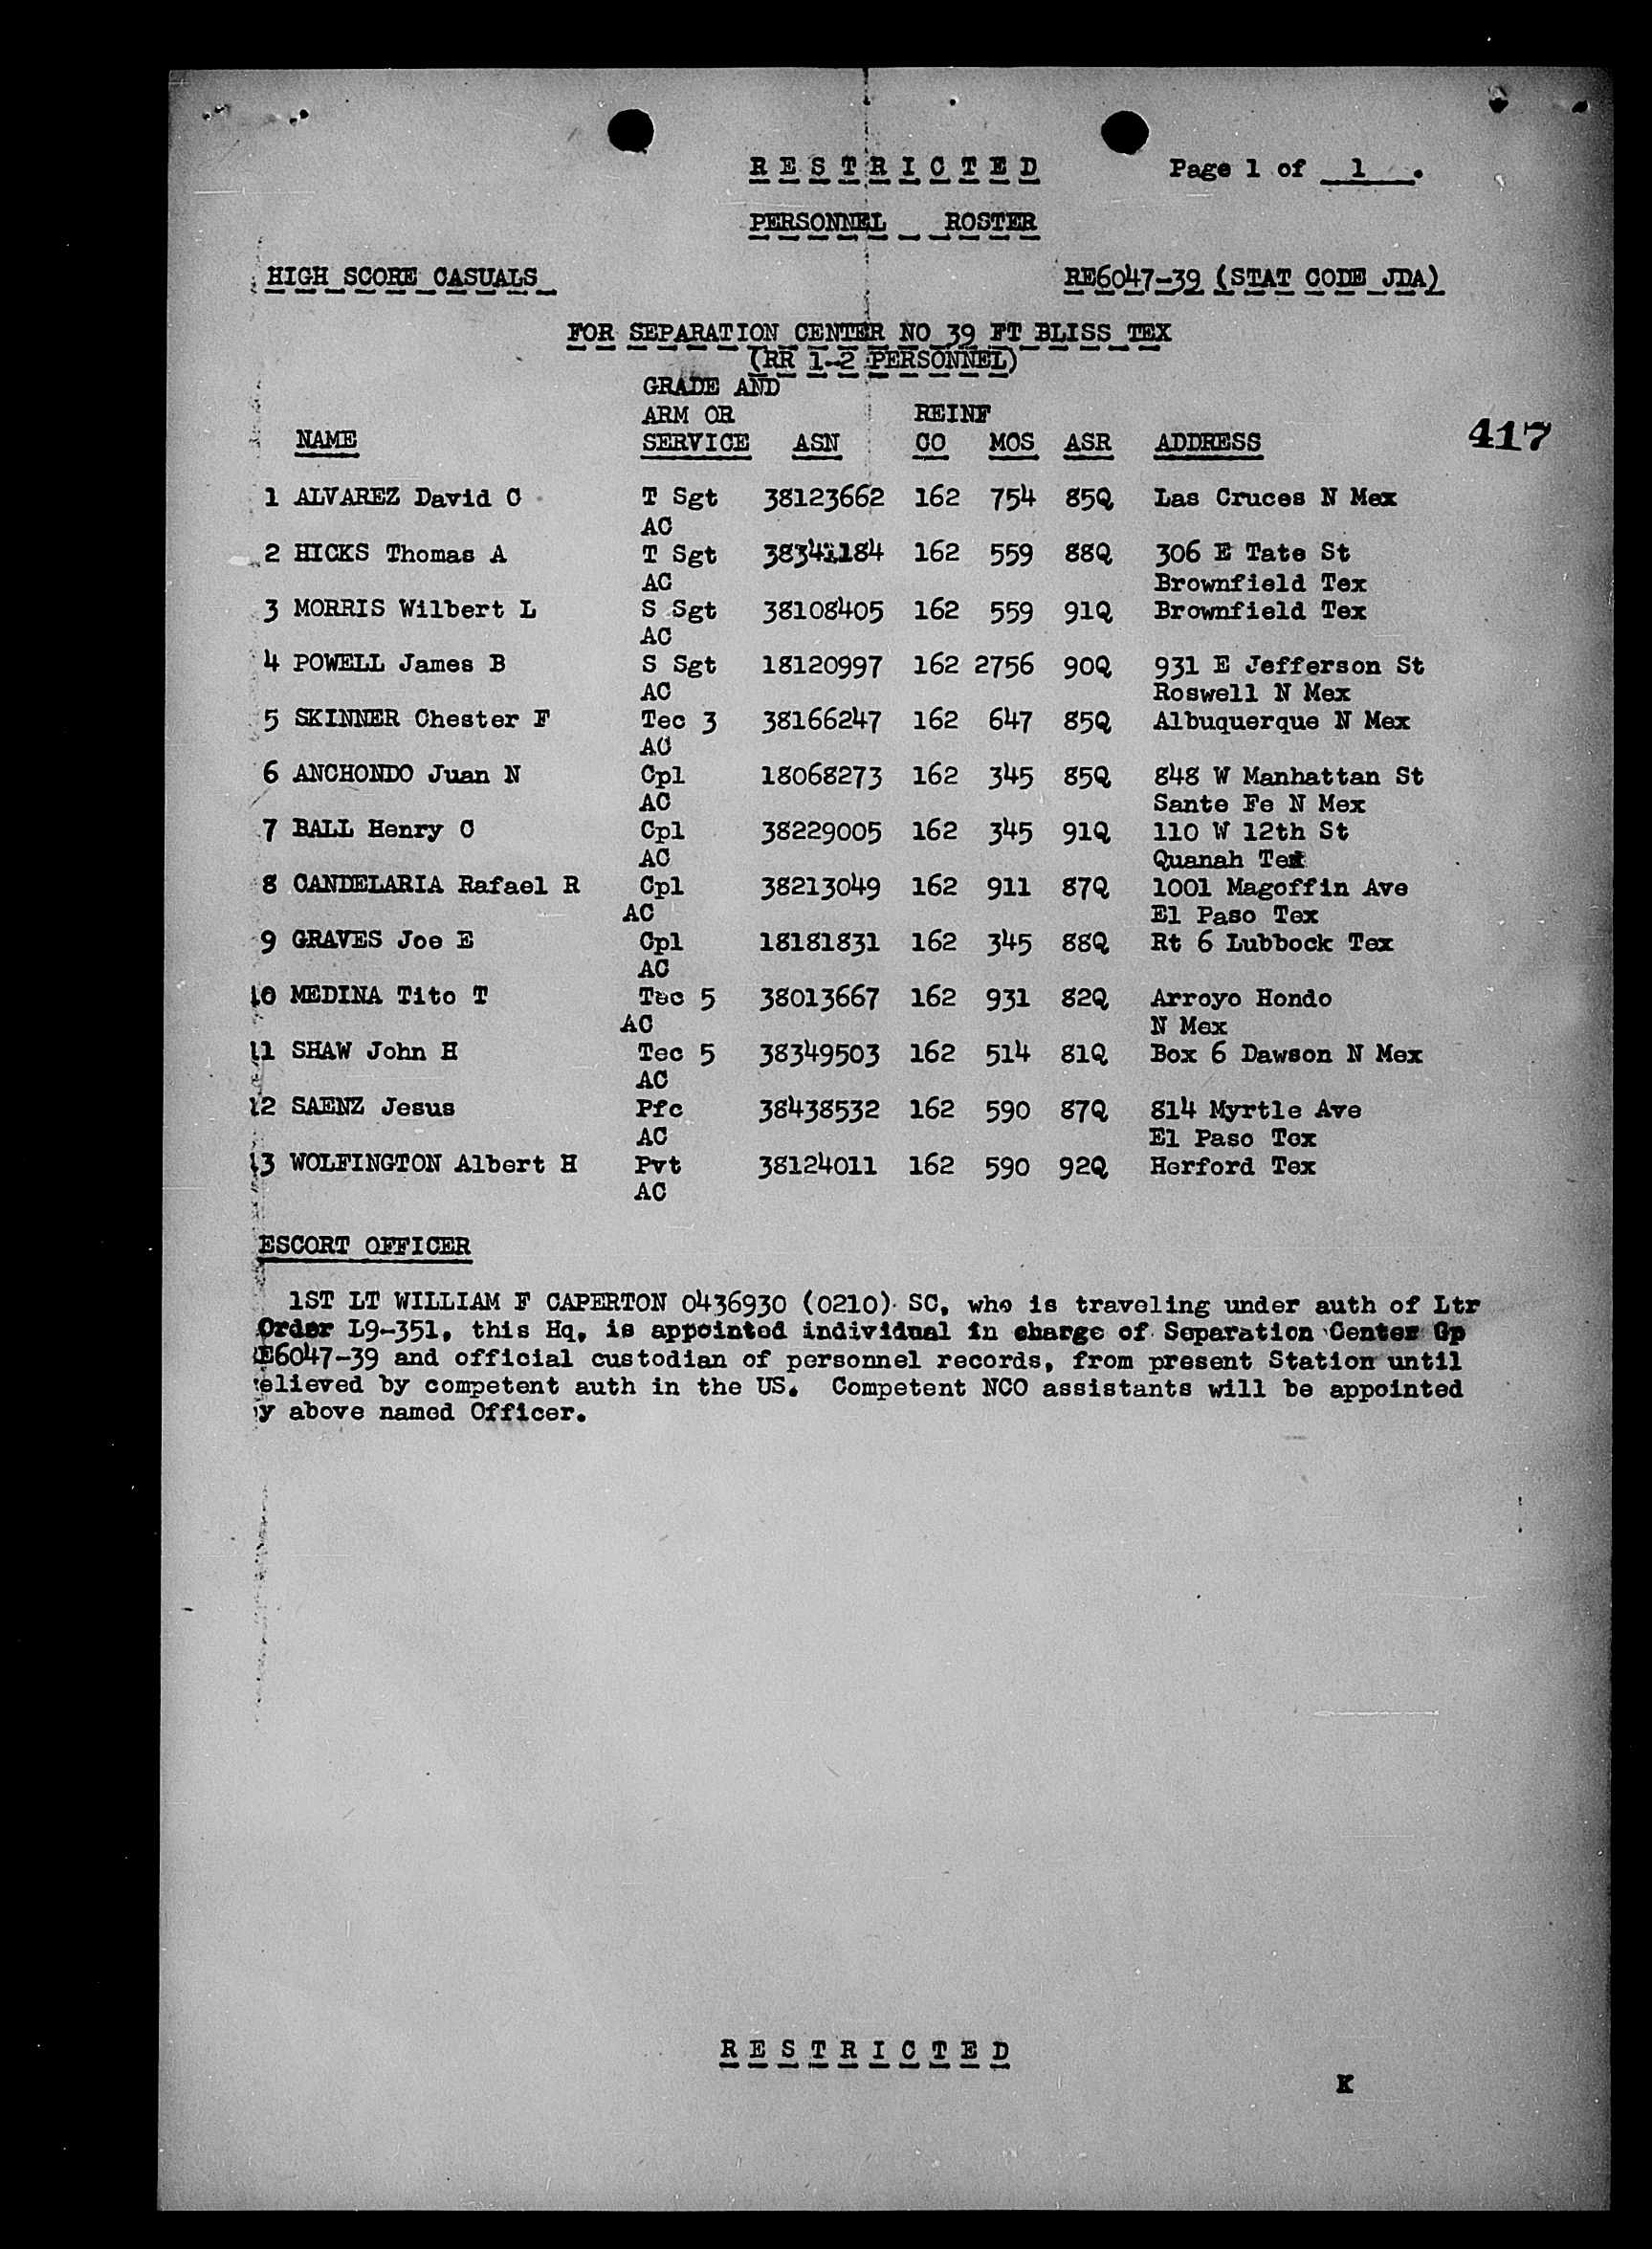 RESTRICTED Page 1 of 1.
PERSONNEL ROSTER
HIGH SCORE CASUALS RE6047-39 (STAT CODE JDA)
FOR SEPARATION CENTER NO 39 FT BLISS TEX
(RR 1-2 PERSONNEL)
GRADE AND
ARM OR REINF
NAME SERVICE ASN CO MOS ASR ADDRESS 417
1 ALVAREZ David C T Sgt 38123662 162 754 85Q Las Cruces N Mex
AC
2 HICKS Thomas A T Sgt 38341184 162 559 88Q 306 E Tate St
AC Brownfield Tex
3 MORRIS Wilbert L S Sgt 38108405 162 559 91Q Brownfield Tex
AC
4 POWELL James B S Sgt 18120997 162 2756 90Q 931 E Jefferson St
AC Roswell N Mex
5 SKINNER Chester F Tec 3 38166247 162 647 85Q Albuquerque N Mex
AC
6 ANCHONDO Juan N Cpl 18068273 162 345 85Q 848 W Manhattan St
AC Sante Fe N Mex
7 BALL Henry C Cpl 38229005 162 345 91Q 110 W 12th St
AC Quanah Tex
8 CANDELARIA Rafael R Cpl 38213049 162 911 87Q 1001 Magoffin Ave
AC El Paso Tex
9 GRAVES Joe E Cpl 18181831 162 345 88Q Rt 6 Lubbock Tex
AC
10 MEDINA Tito T Tec 5 38013667 162 931 82Q Arroyo Hondo
AC N Mex
11 SHAW John H Tec 5 38349503 162 514 81Q Box 6 Dawson N Mex
AC
12 SAENZ Jesus Pfc 38438532 162 590 87Q 814 Myrtle Ave
AC El Paso Tex
13 WOLFINGTON Albert H Pvt 38124011 162 590 92Q Herford Tex
AC
ESCORT OFFICER
1ST LT WILLIAM F CAPERTON 0436930 (0210) SC, who is traveling under auth of Ltr
Order L9-351, this Hq, is appointed individual in charge of Separation Center Gp
E6047-39 and official custodian of personnel records, from present Station until
elieved by competent auth in the US. Competent NCO assistants will be appointed
y above named Officer.
RESTRICTED
K